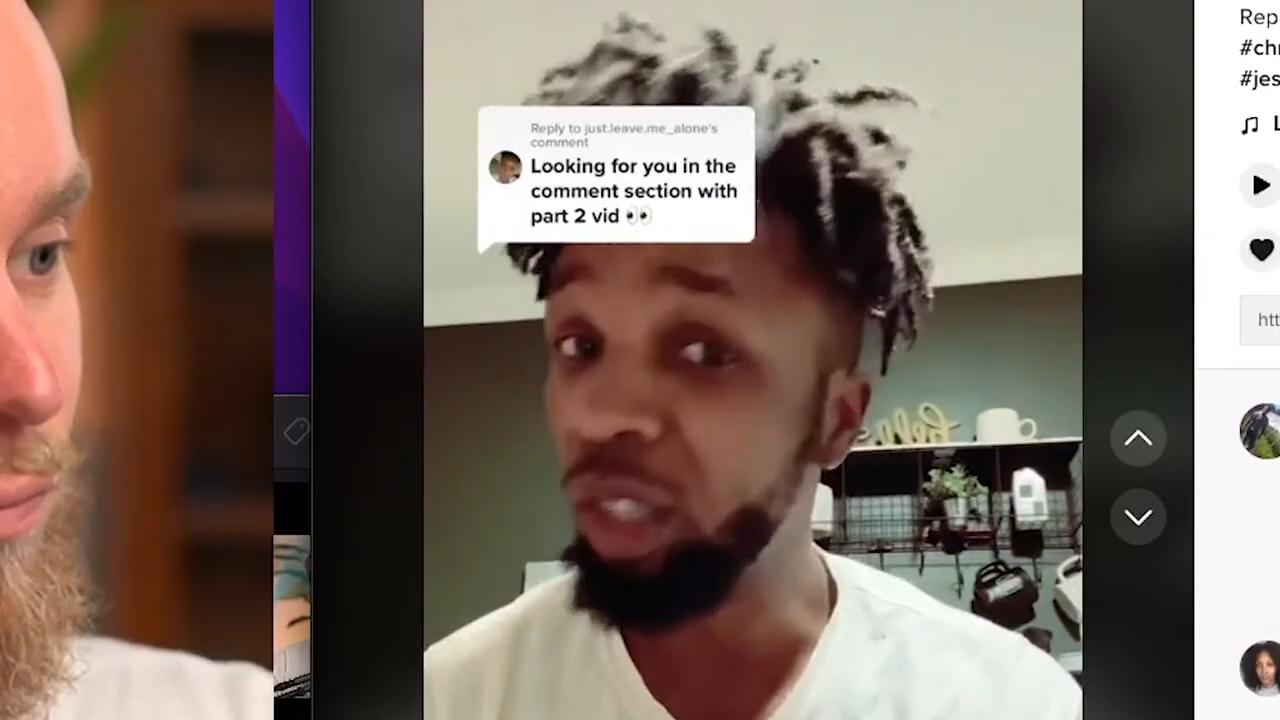 Reply to just.leave.me_alone's
comment
Looking for you in the
comment section with
part 2 vid 👀
Rep
#chr
#jes
L
htt